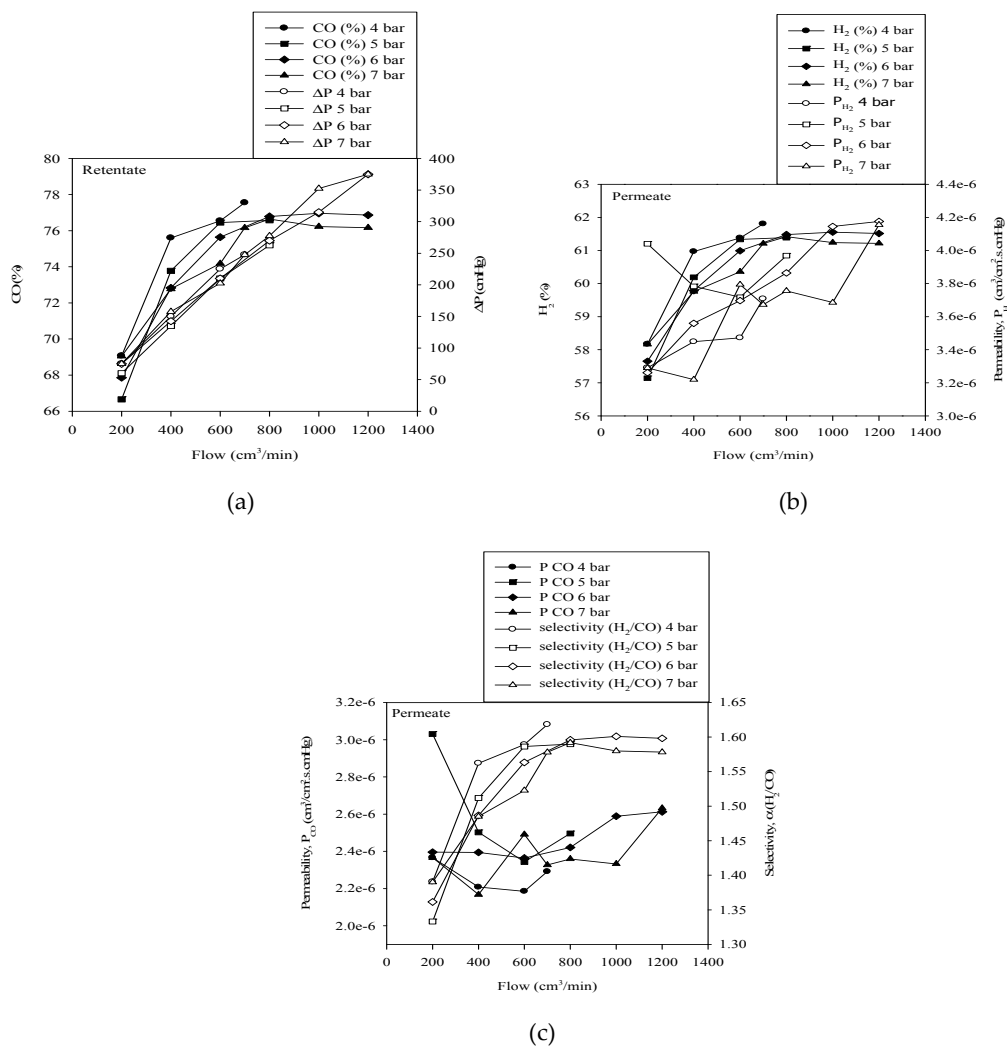 CO (%) 4 bar
CO (%) 5 bar
CO (%) 6 bar
CO (%) 7 bar
ΔP 4 bar
ΔP 5 bar
ΔP 6 bar
ΔP 7 bar
Retentate
CO(%)
80
78
76
74
72
70
68
66
ΔP(cmHg)
400
350
300
250
200
150
100
50
0
0 200 400 600 800 1000 1200 1400
Flow (cm³/min)
(a)
H₂ (%) 4 bar
H₂ (%) 5 bar
H₂ (%) 6 bar
H₂ (%) 7 bar
P_H₂ 4 bar
P_H₂ 5 bar
P_H₂ 6 bar
P_H₂ 7 bar
Permeate
H₂ (%)
63
62
61
60
59
58
57
56
4.4e-6
4.2e-6
4.0e-6
3.8e-6
3.6e-6
3.4e-6
3.2e-6
3.0e-6
Permeability, P_H (cm³/cm².s.cmHg)
0 200 400 600 800 1000 1200 1400
Flow (cm³/min)
(b)
P CO 4 bar
P CO 5 bar
P CO 6 bar
P CO 7 bar
selectivity (H₂/CO) 4 bar
selectivity (H₂/CO) 5 bar
selectivity (H₂/CO) 6 bar
selectivity (H₂/CO) 7 bar
Permeate
Permeability, P_CO (cm³/cm².s.cmHg)
3.2e-6
3.0e-6
2.8e-6
2.6e-6
2.4e-6
2.2e-6
2.0e-6
1.65
1.60
1.55
1.50
1.45
1.40
1.35
1.30
Selectivity, α(H₂/CO)
0 200 400 600 800 1000 1200 1400
Flow (cm³/min)
(c)